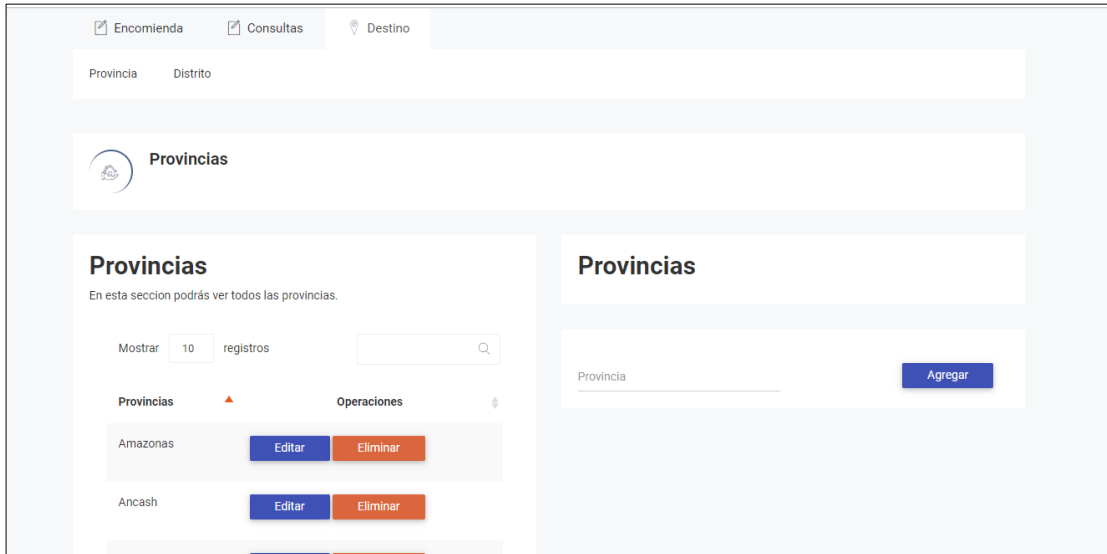 Encomienda
Consultas
Destino
Provincia
Distrito
Provincias
Provincias
En esta seccion podrás ver todos las provincias.
Mostrar 10 registros
Provincias
Operaciones
Amazonas
Editar
Eliminar
Ancash
Editar
Eliminar
Provincias
Provincia
Agregar